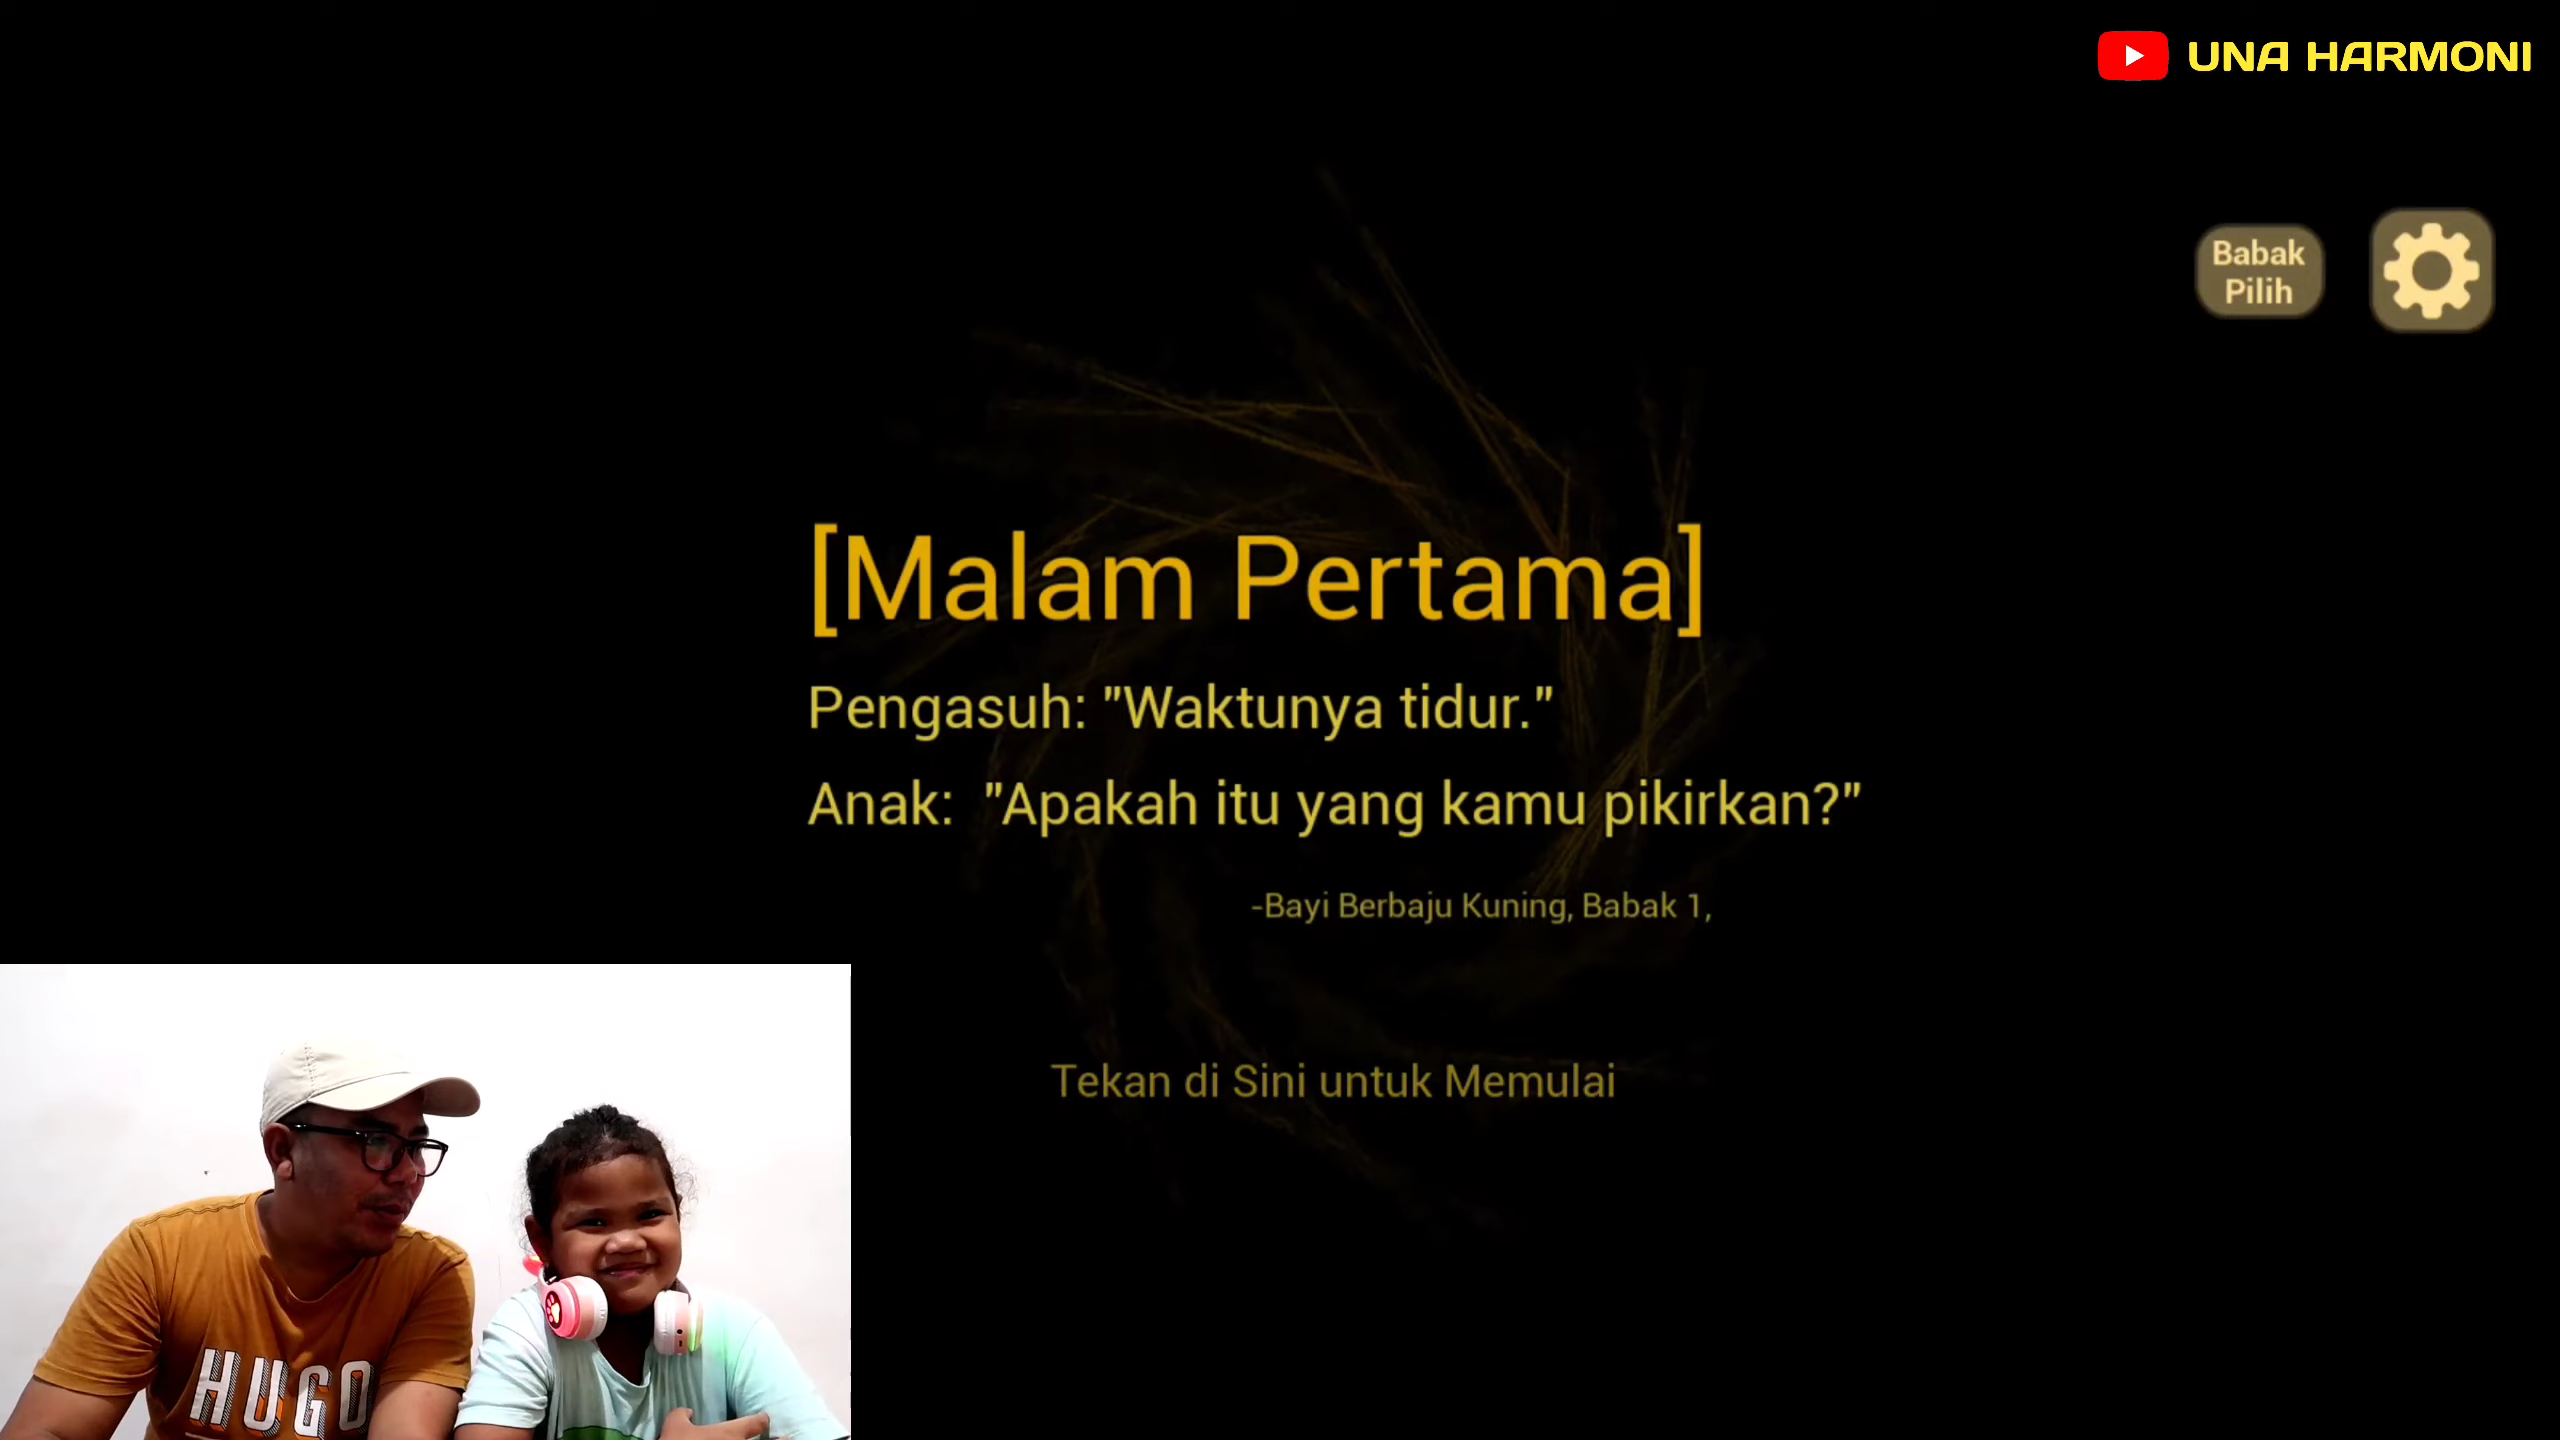 UNA HARMONI
Babak
Pilih
[Malam Pertama]
Pengasuh: "Waktunya tidur."
Anak:  "Apakah itu yang kamu pikirkan?"
-Bayi Berbaju Kuning, Babak 1,
Tekan di Sini untuk Memulai
HUGO